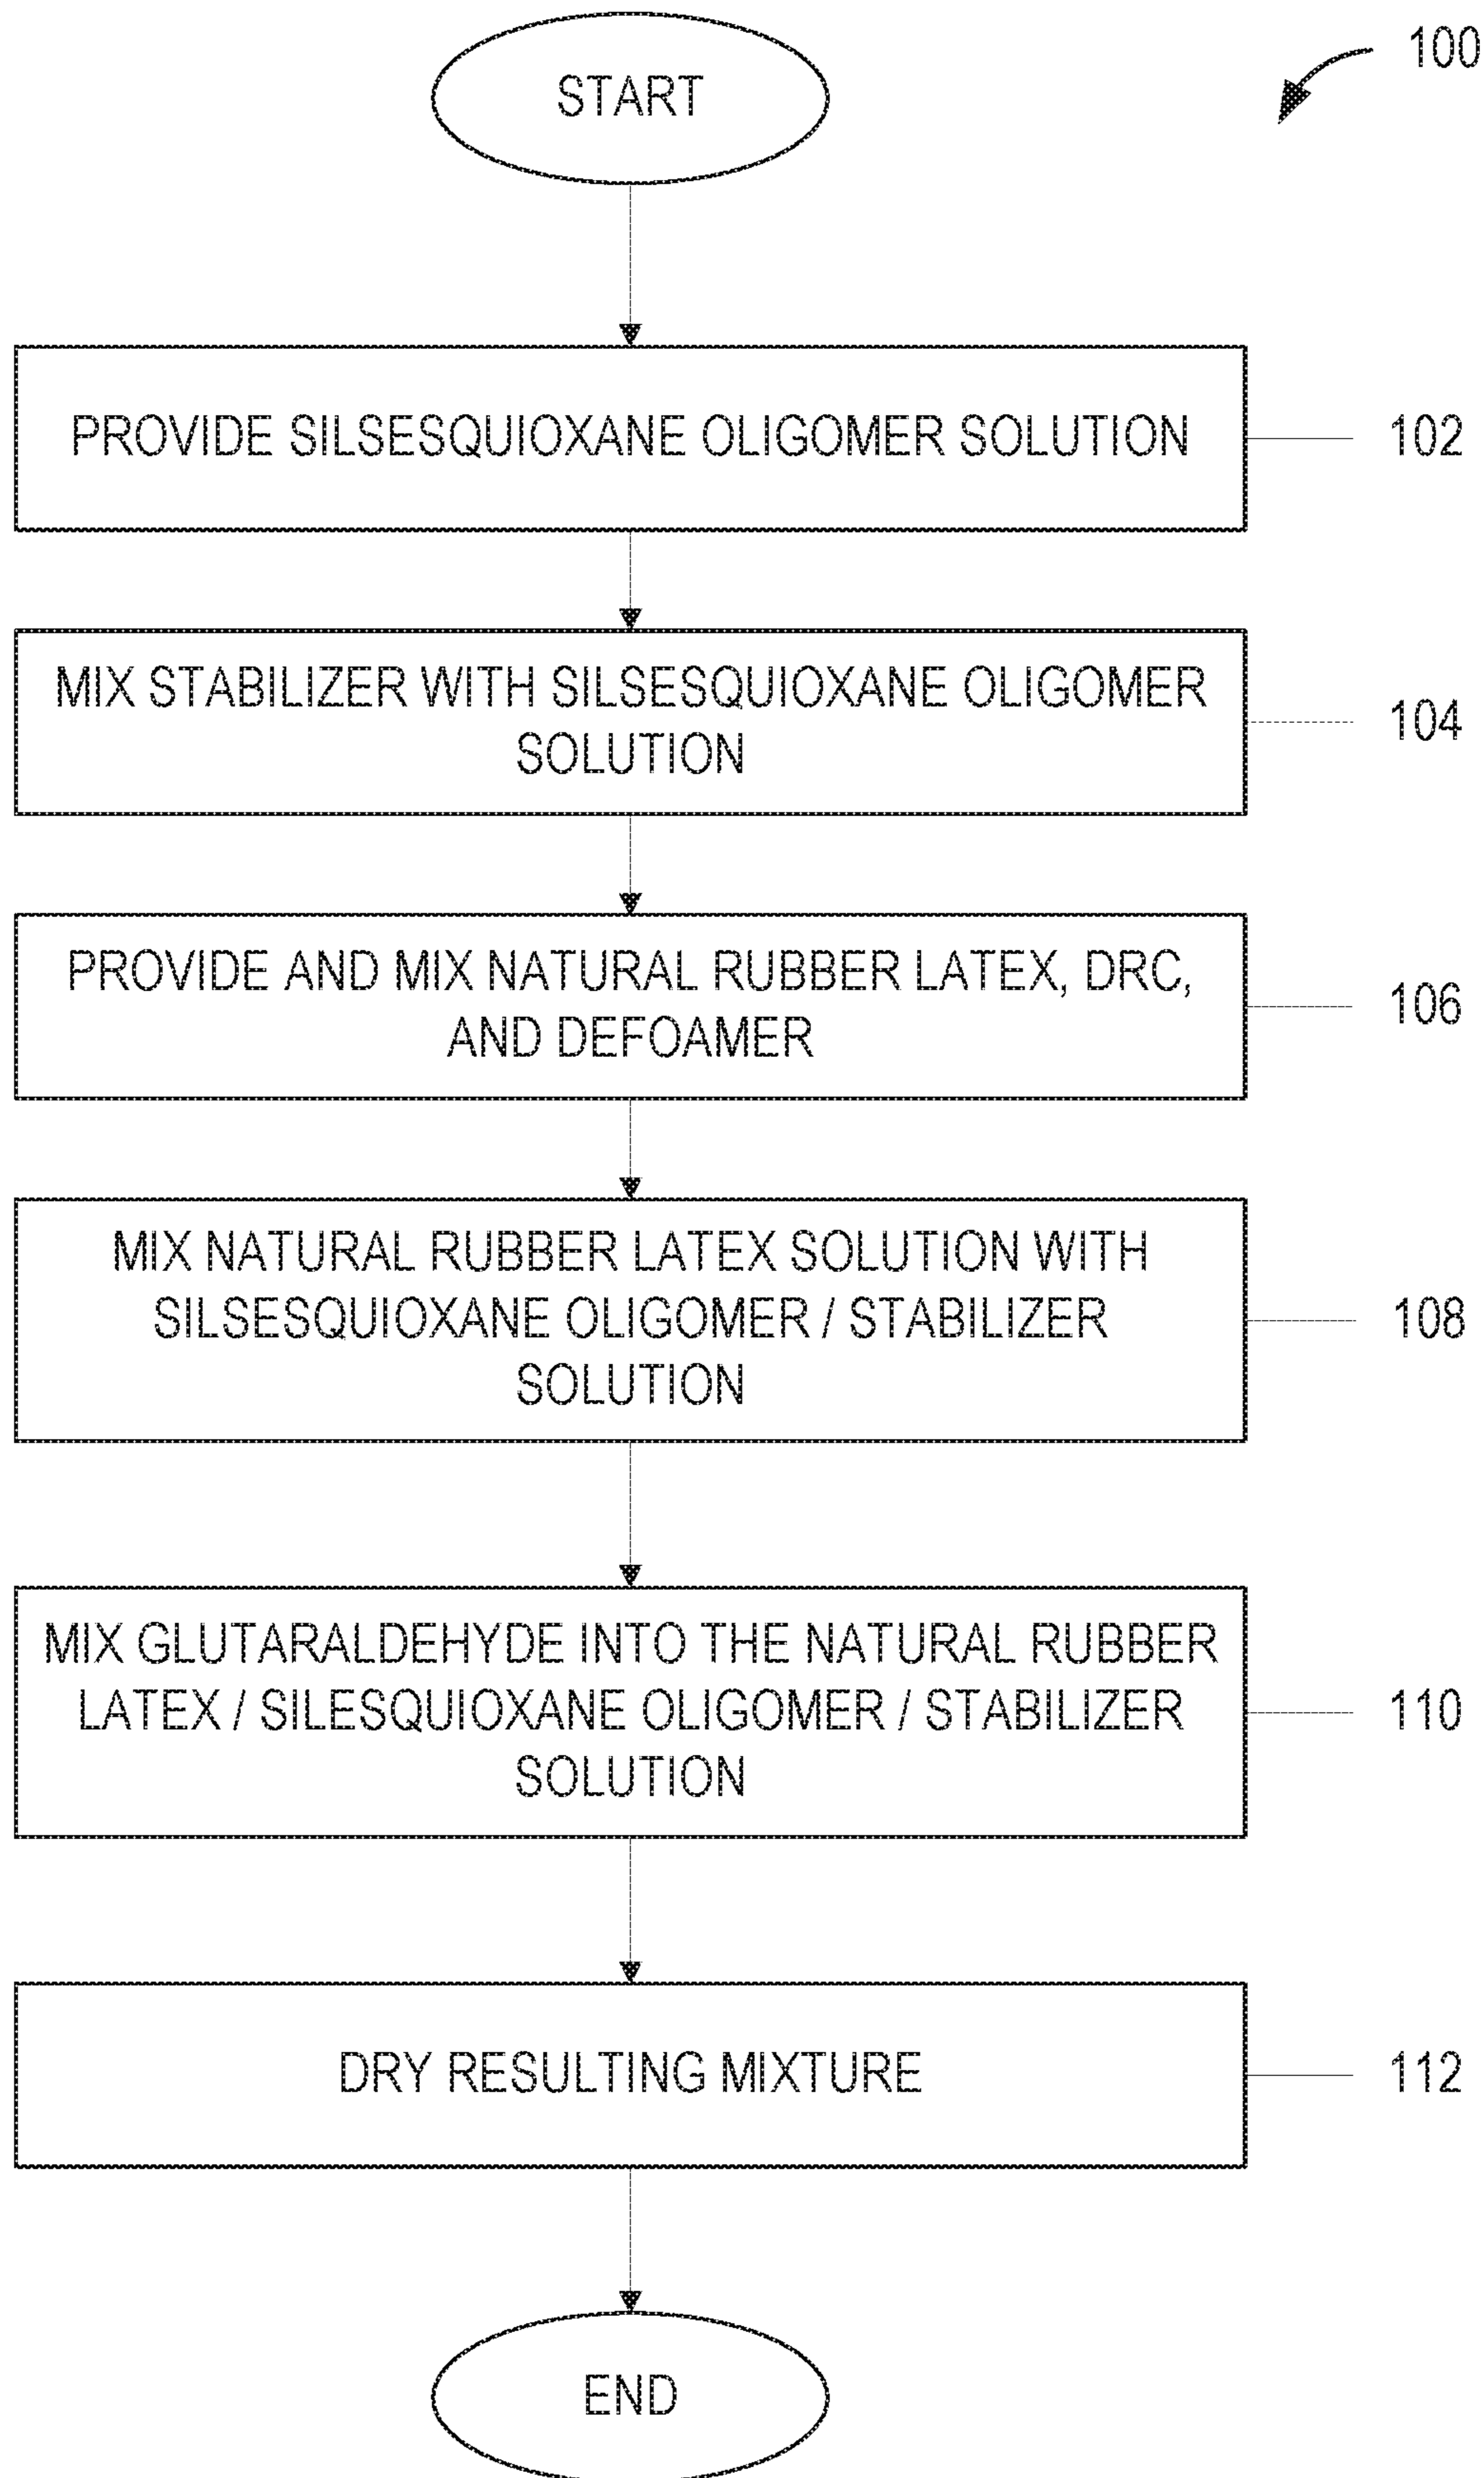 100
START
PROVIDE SILSESQUIOXANE OLIGOMER SOLUTION
102
MIX STABILIZER WITH SILSESQUIOXANE OLIGOMER
SOLUTION
104
PROVIDE AND MIX NATURAL RUBBER LATEX, DRC,
AND DEFOAMER
106
MIX NATURAL RUBBER LATEX SOLUTION WITH
SILSESQUIOXANE OLIGOMER / STABILIZER
SOLUTION
108
MIX GLUTARALDEHYDE INTO THE NATURAL RUBBER
LATEX / SILESQUIOXANE OLIGOMER / STABILIZER
SOLUTION
110
DRY RESULTING MIXTURE
112
END